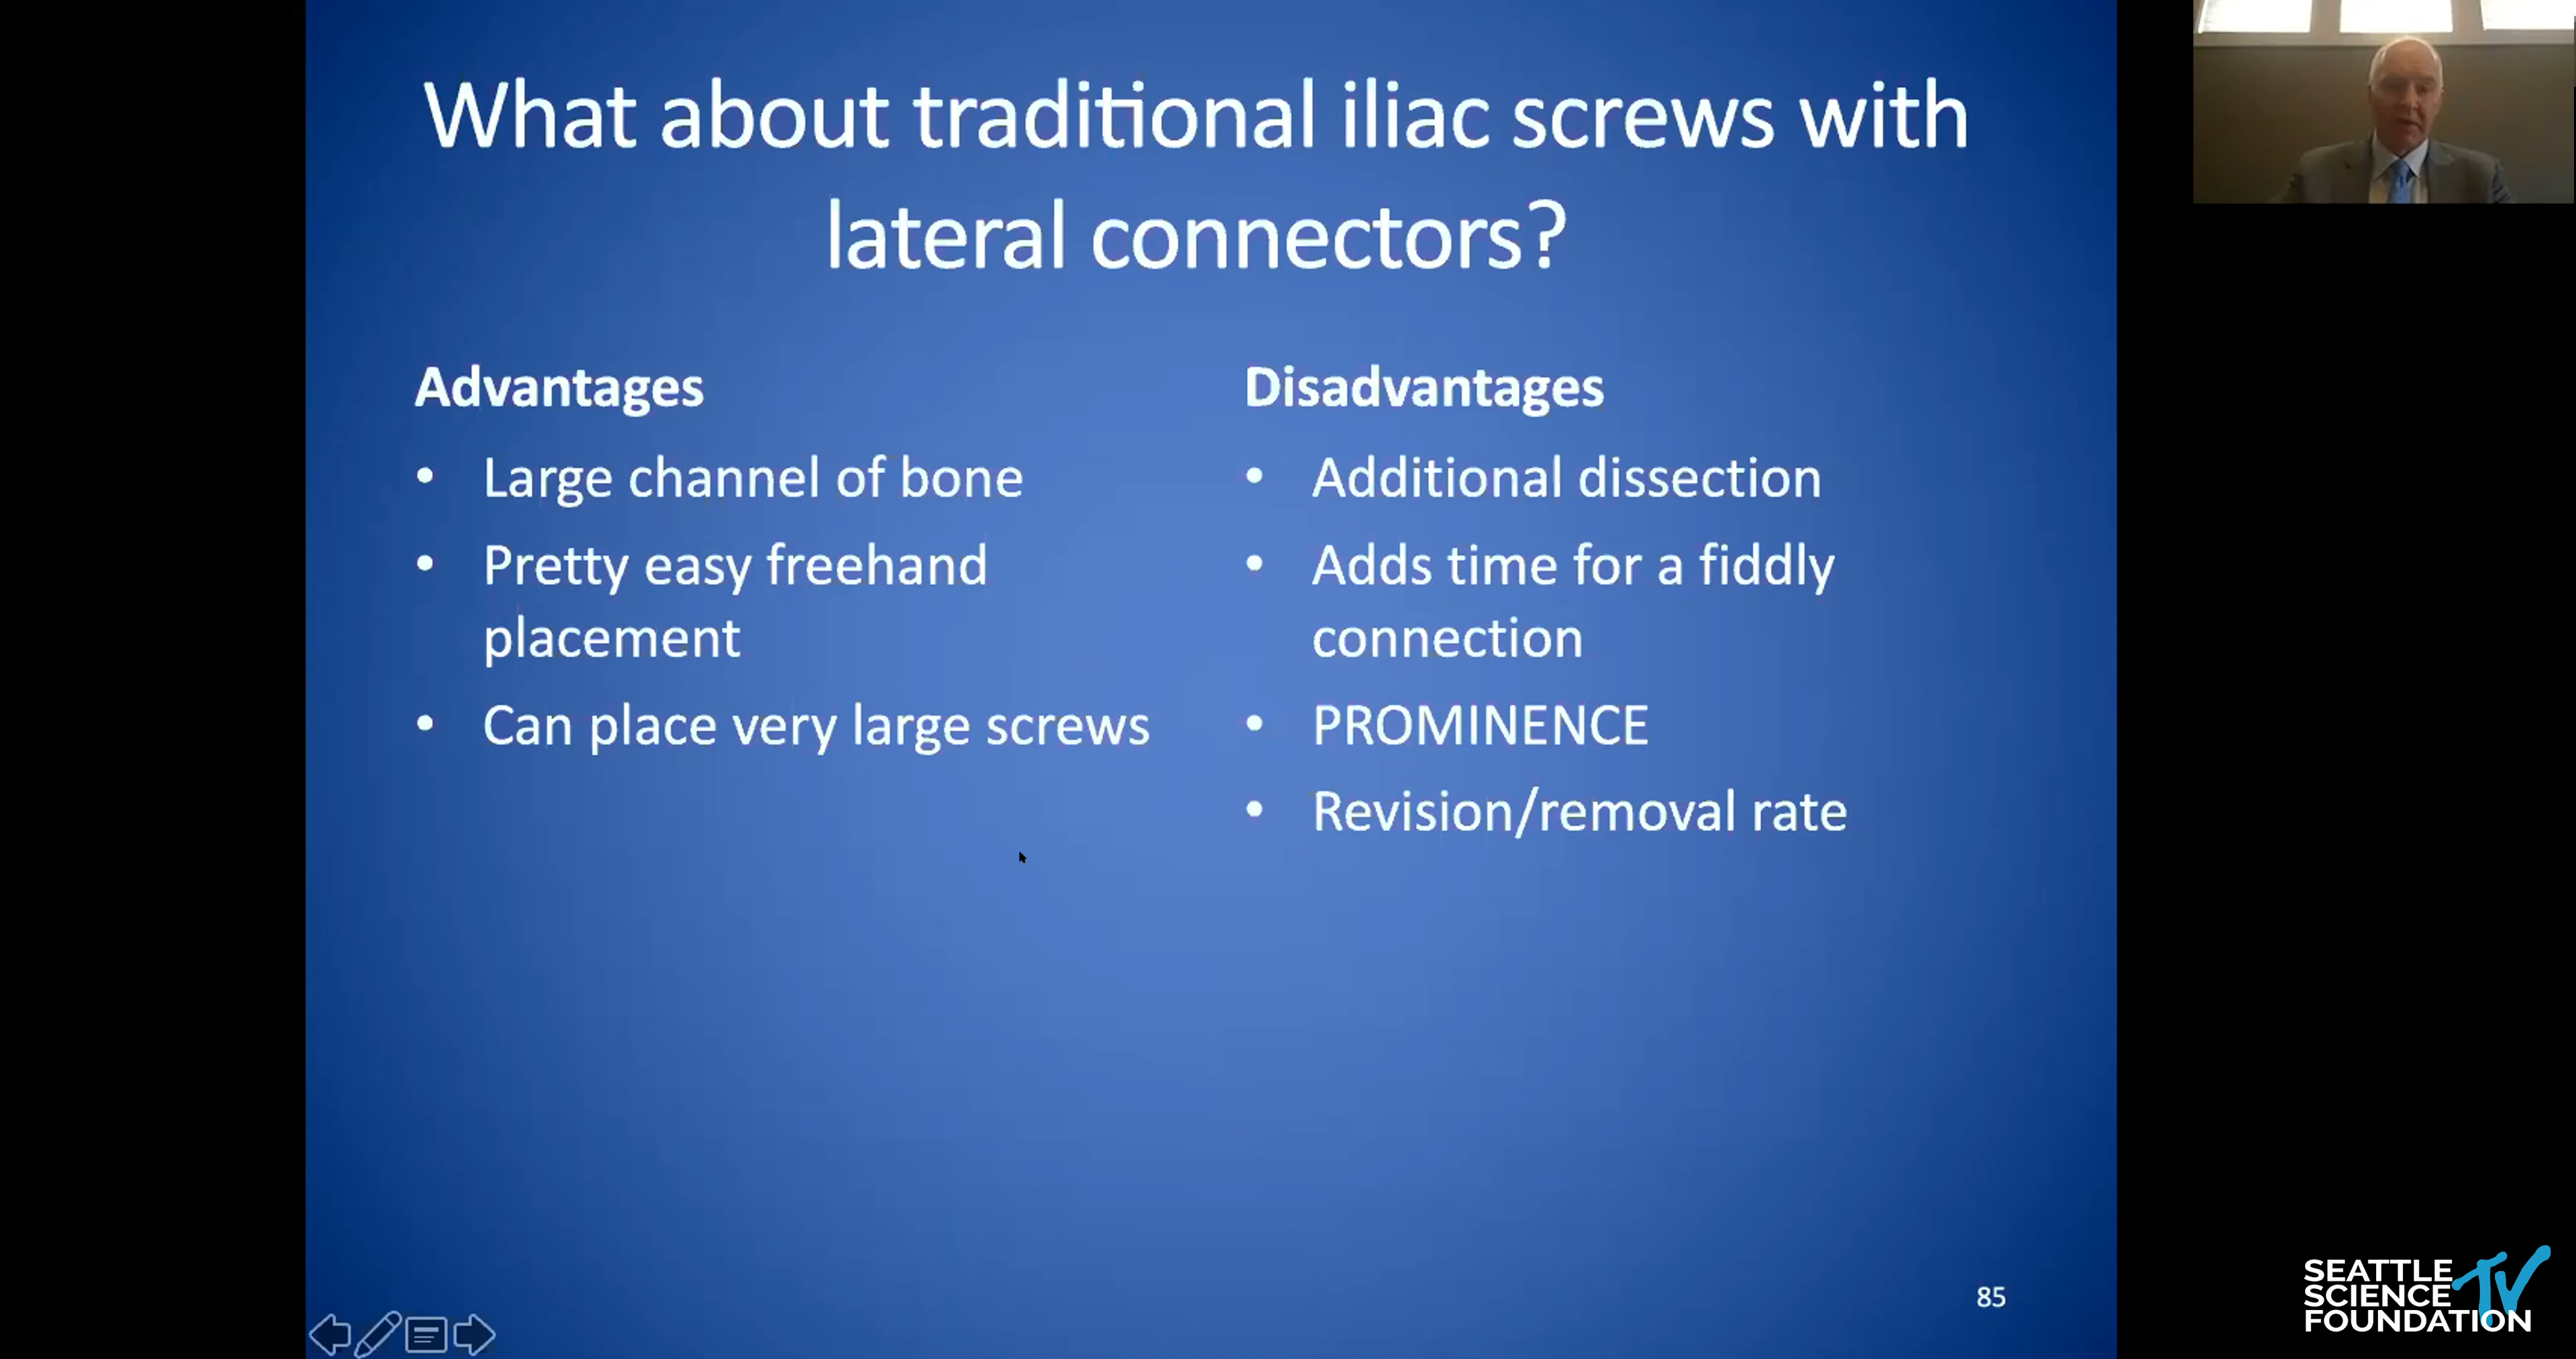 What about traditional iliac screws with
lateral connectors?
Advantages
• Large channel of bone
• Pretty easy freehand
placement
• Can place very large screws
Disadvantages
• Additional dissection
• Adds time for a fiddly
connection
• PROMINENCE
• Revision/removal rate
85
SEATTLE
SCIENCE
FOUNDATION
TV